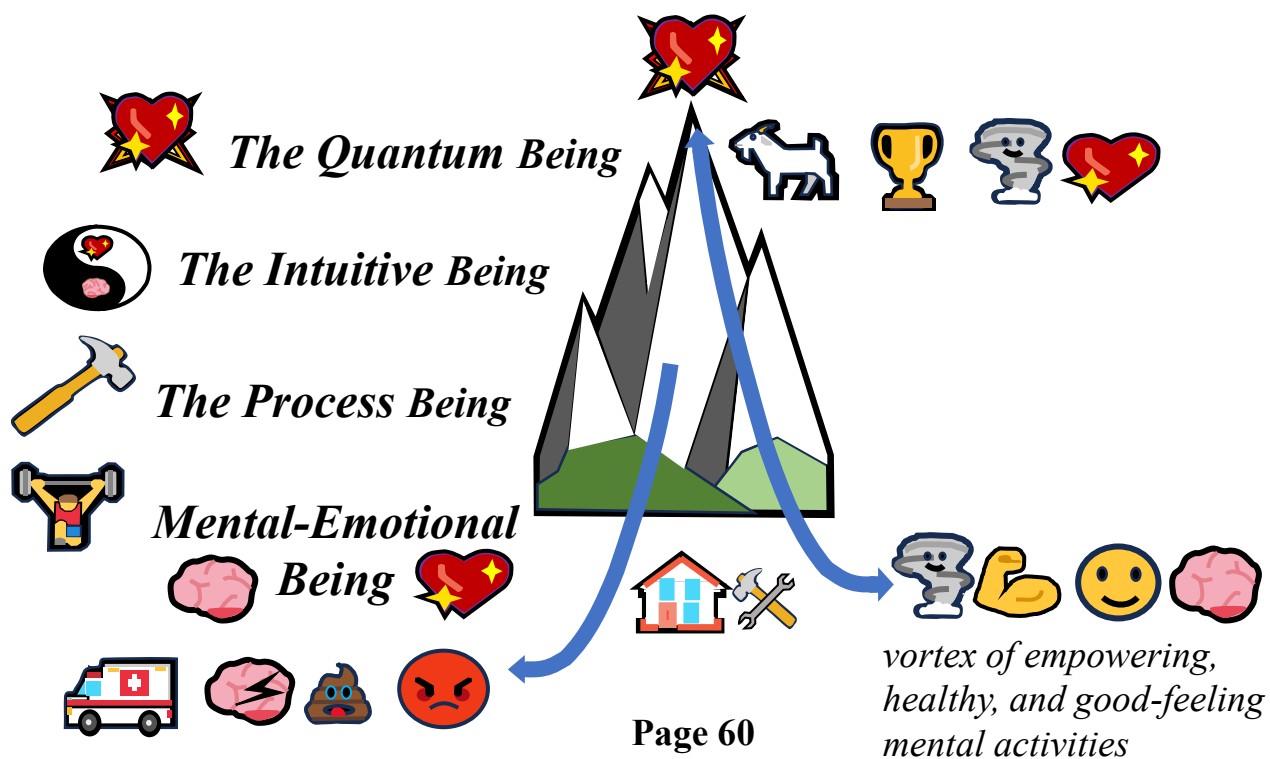 The Quantum Being
The Intuitive Being
The Process Being
Mental-Emotional
Being
Page 60
vortex of empowering,
healthy, and good-feeling
mental activities